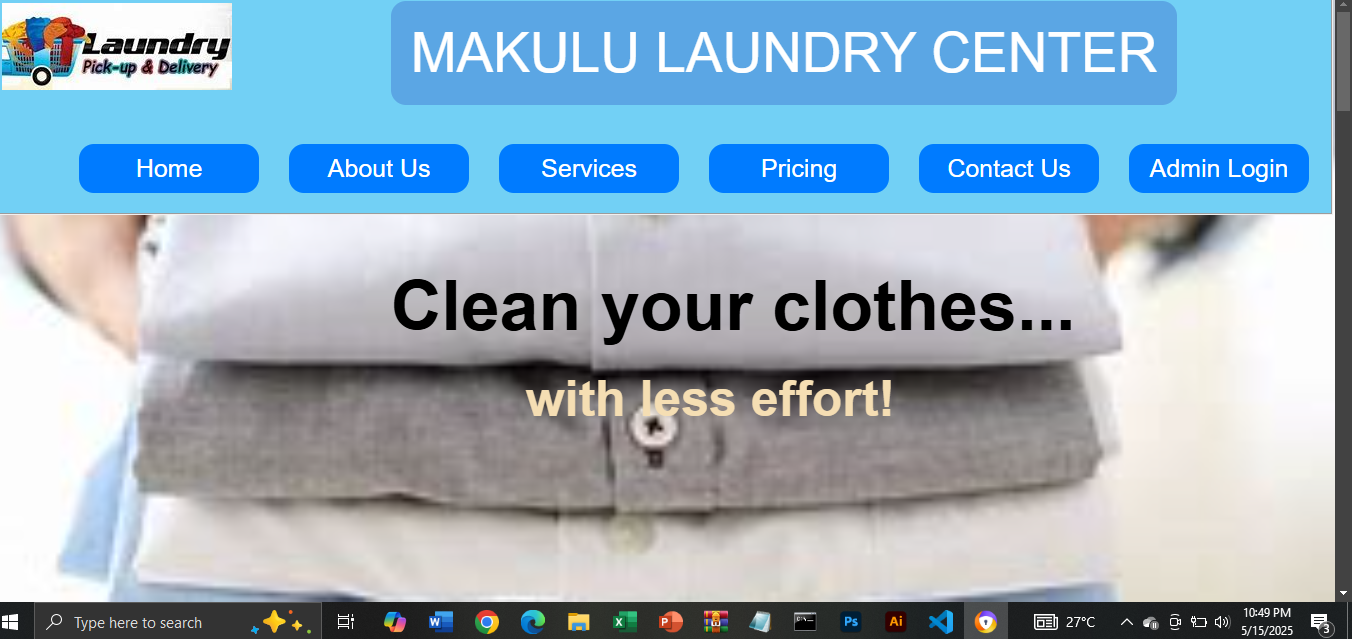 Laundry
Pick-up & Delivery
MAKULU LAUNDRY CENTER
Home
About Us
Services
Pricing
Contact Us
Admin Login
Clean your clothes...
with less effort!
Type here to search
27°C
10:49 PM
5/15/2025
3